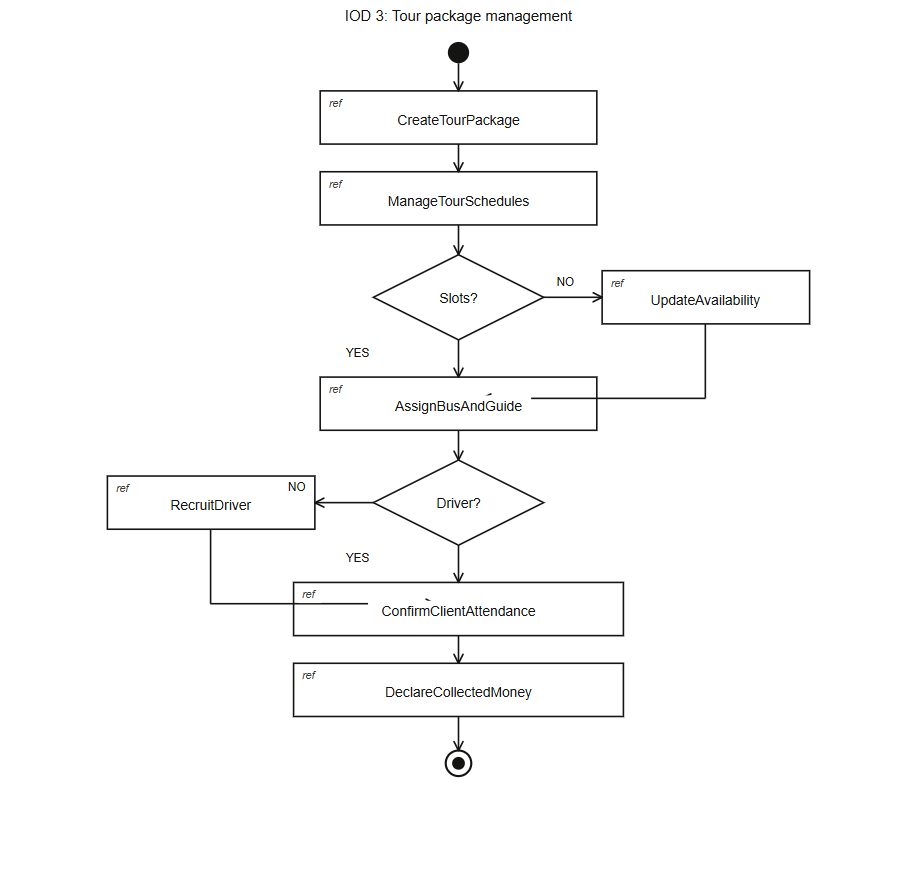 IOD 3: Tour package management
ref
CreateTourPackage
ref
ManageTourSchedules
Slots?
NO
ref
UpdateAvailability
YES
ref
AssignBusAndGuide
Driver?
NO
ref
RecruitDriver
YES
ref
ConfirmClientAttendance
ref
DeclareCollectedMoney